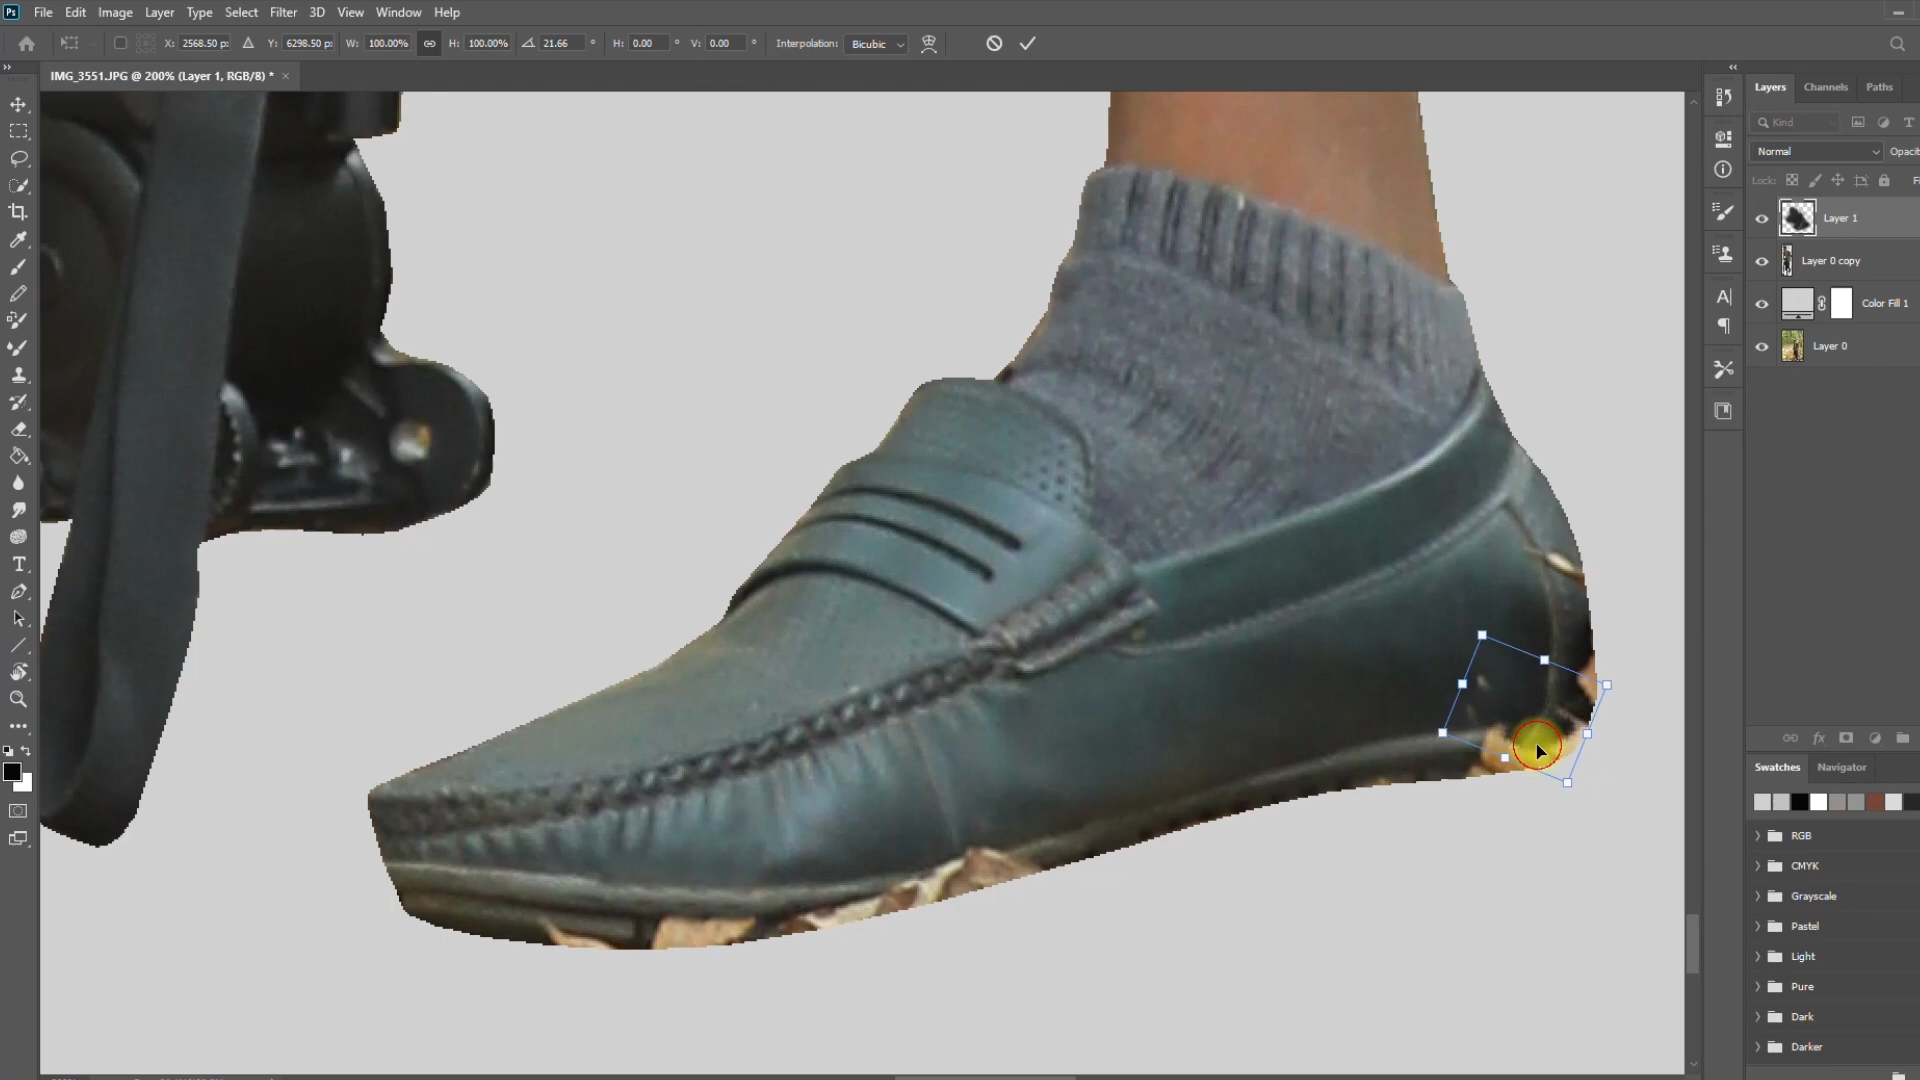 Ps File Edit Image Layer Type Select Filter 3D View Window Help
X: 2568.50 p: Y: 6298.50 p: W: 100.00% H: 100.00% 21.66 ° H: 0.00 ° V: 0.00 ° Interpolation: Bicubic
IMG_3551.JPG @ 200% (Layer 1, RGB/8) * ×
Layers Channels Paths
Kind
Normal Opacit
Lock: Fi
Layer 1
Layer 0 copy
Color Fill 1
Layer 0
fx
Swatches Navigator
RGB
CMYK
Grayscale
Pastel
Light
Pure
Dark
Darker